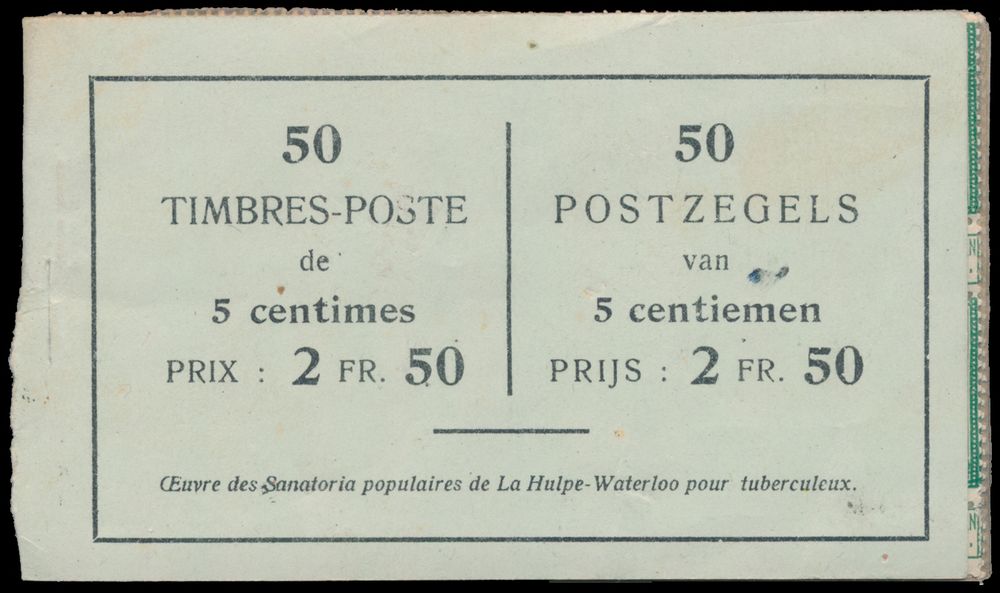 50
TIMBRES-POSTE
de
5 centimes
PRIX : 2 FR. 50
50
POSTZEGELS
van
5 centiemen
PRIJS : 2 FR. 50
Œuvre des Sanatoria populaires de La Hulpe-Waterloo pour tuberculeux.
N
N